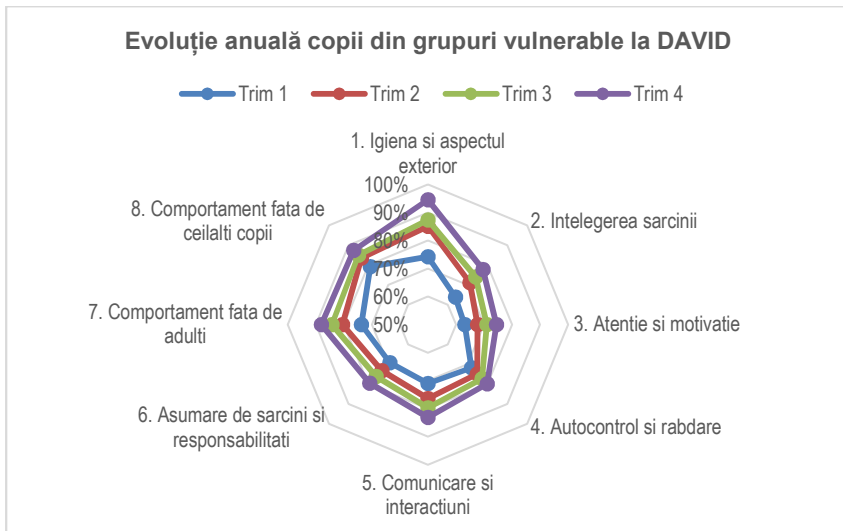 Evoluție anuală copii din grupuri vulnerable la DAVID
Trim 1 Trim 2 Trim 3 Trim 4
1. Igiena si aspectul
exterior
100%
90%
80%
70%
60%
50%
2. Intelegerea sarcinii
3. Atentie si motivatie
4. Autocontrol si rabdare
5. Comunicare si
interactiuni
6. Asumare de sarcini si
responsabilitati
7. Comportament fata de
adulti
8. Comportament fata de
ceilalti copii